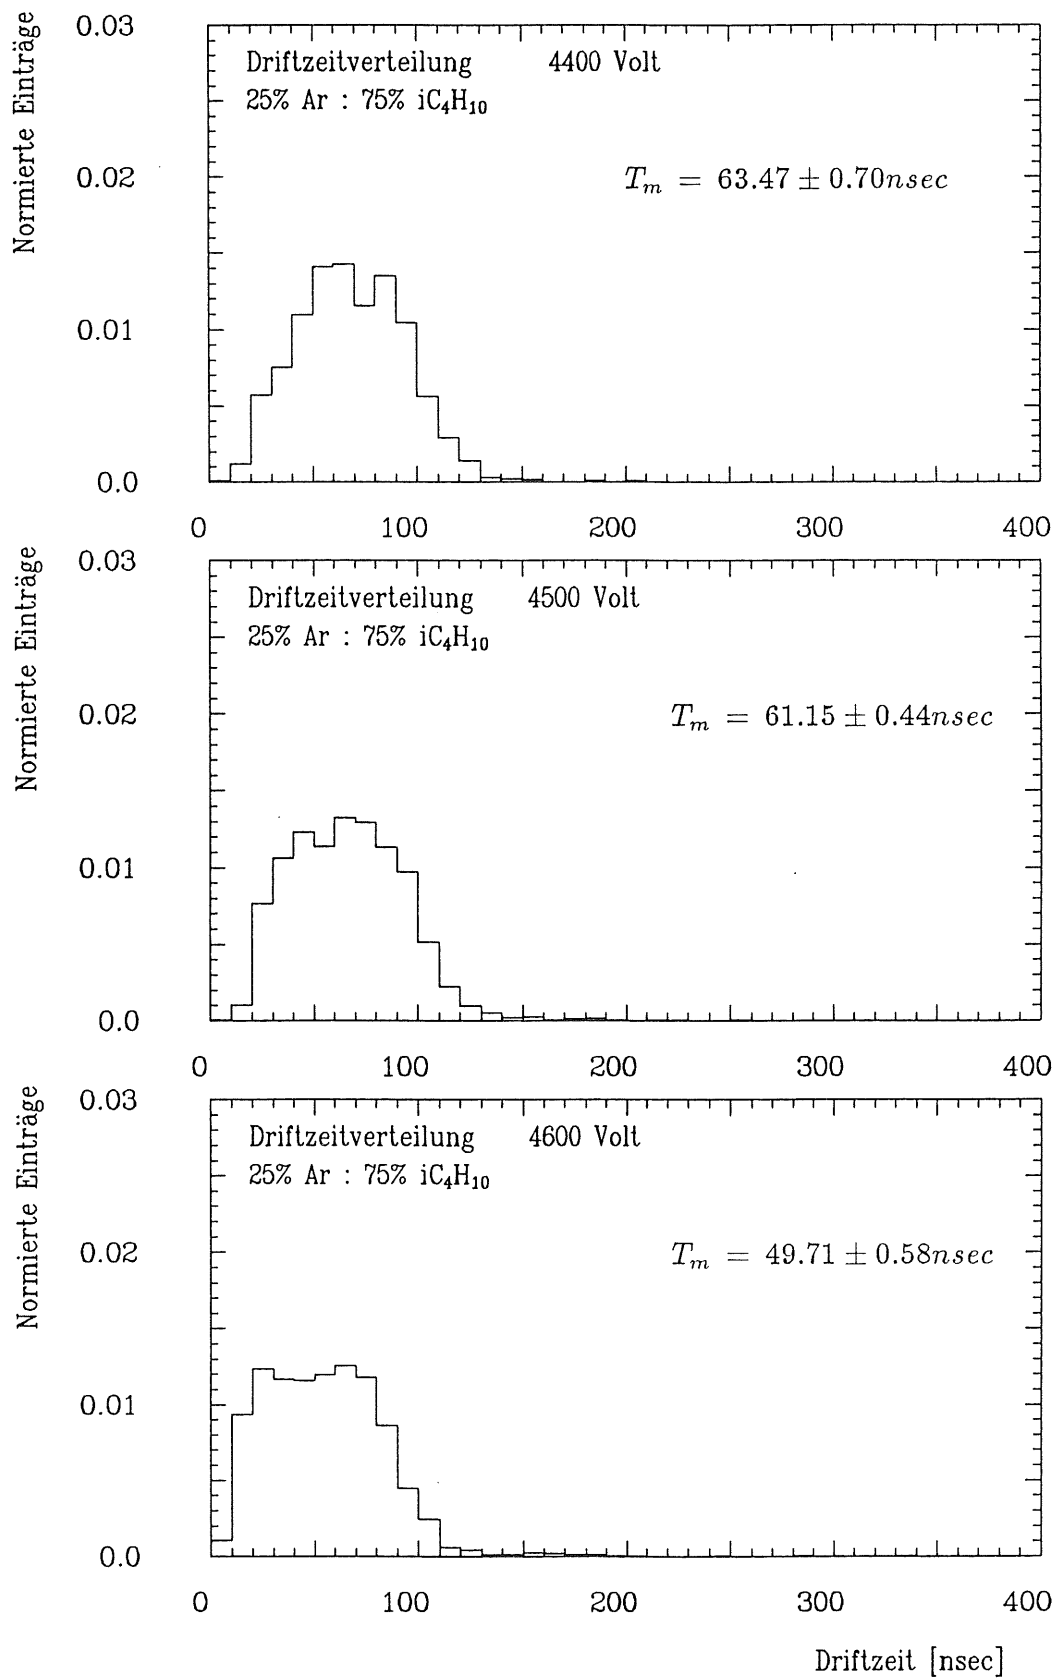 0.03
Normierte Einträge
Driftzeitverteilung 4400 Volt
25% Ar : 75% iC₄H₁₀
0.02
Tₘ = 63.47 ± 0.70nsec
0.01
0.0
0 100 200 300 400
0.03
Normierte Einträge
Driftzeitverteilung 4500 Volt
25% Ar : 75% iC₄H₁₀
0.02
Tₘ = 61.15 ± 0.44nsec
0.01
0.0
0 100 200 300 400
0.03
Normierte Einträge
Driftzeitverteilung 4600 Volt
25% Ar : 75% iC₄H₁₀
0.02
Tₘ = 49.71 ± 0.58nsec
0.01
0.0
0 100 200 300 400
Driftzeit [nsec]